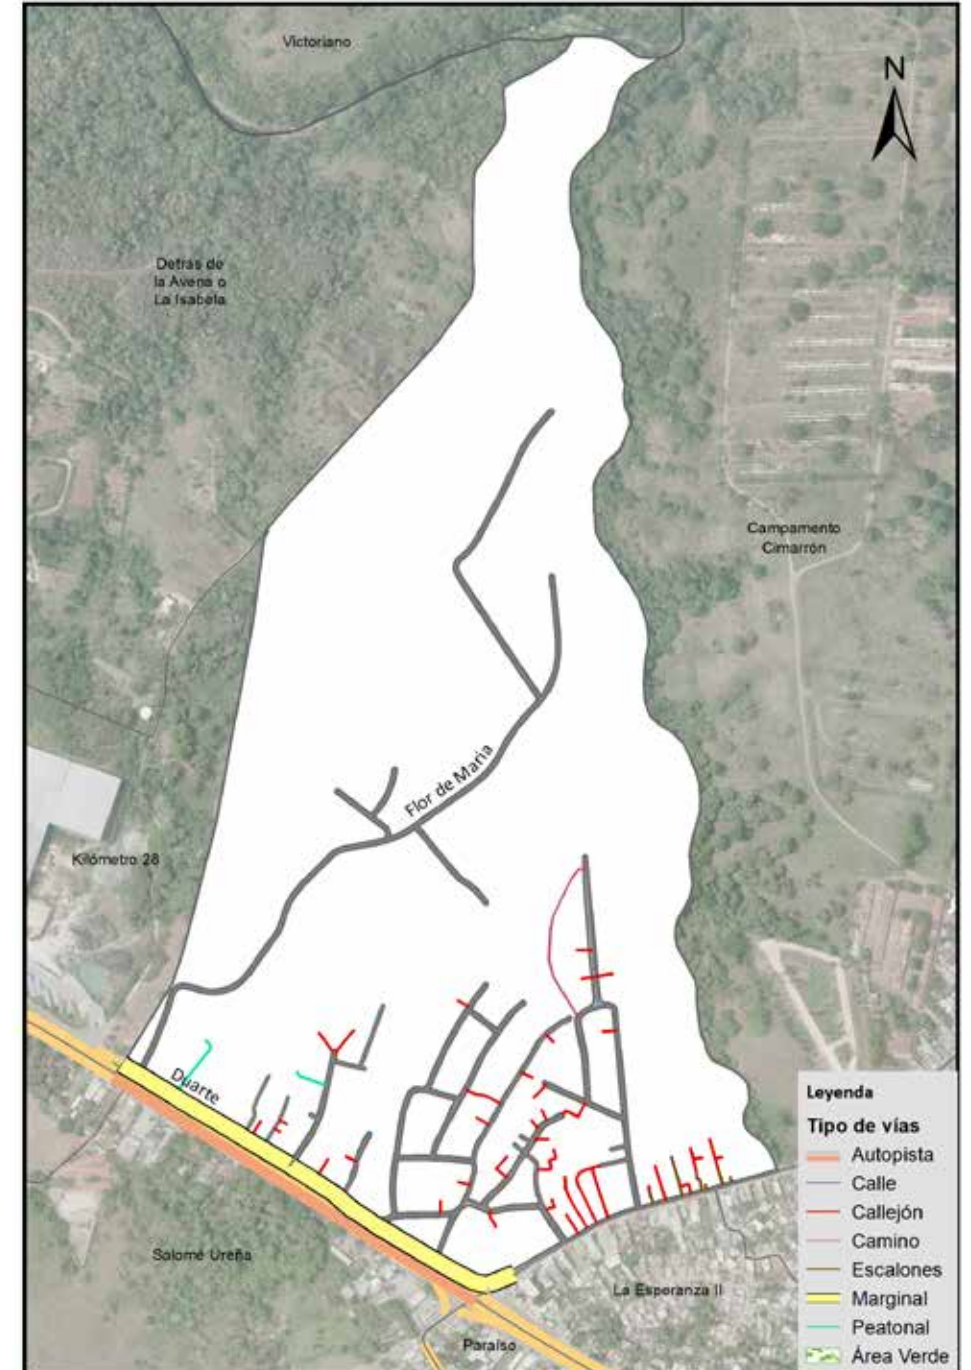 Victoriano
N
Detras de
la Avena o
La Isabela
Campamento
Cimarrón
Flor de Maria
Kilómetro 28
Duarte
Salomé Ureña
La Esperanza II
Paraíso
Leyenda
Tipo de vías
Autopista
Calle
Callejón
Camino
Escalones
Marginal
Peatonal
Área Verde